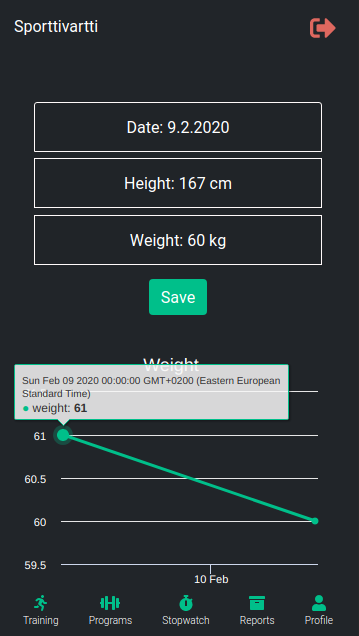 Sporttivartti
Date: 9.2.2020
Height: 167 cm
Weight: 60 kg
Save
Weight
Sun Feb 09 2020 00:00:00 GMT+0200 (Eastern European
Standard Time)
weight: 61
61
60.5
60
59.5
10 Feb
Training Programs Stopwatch Reports Profile